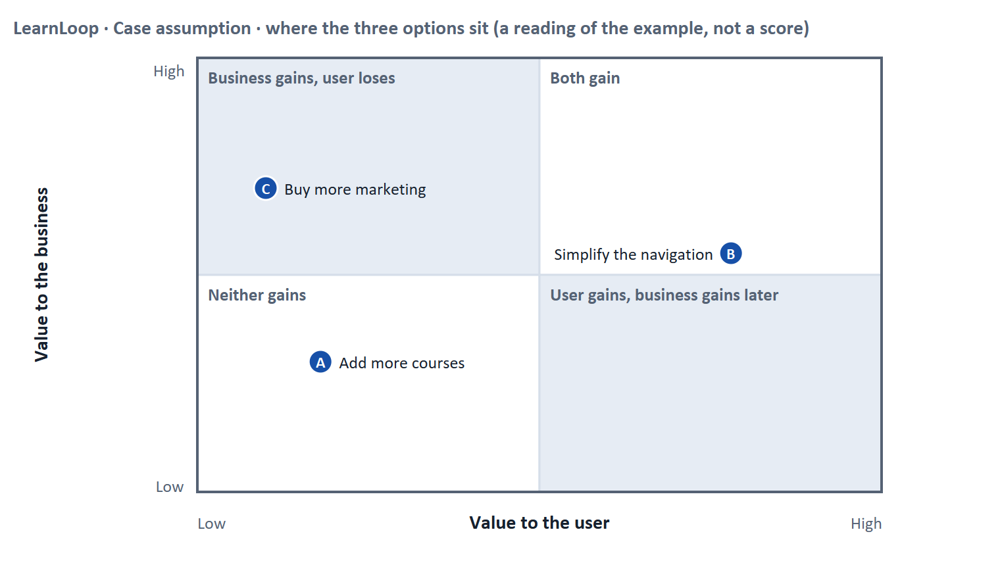 LearnLoop · Case assumption · where the three options sit (a reading of the example, not a score)
High
Business gains, user loses
Both gain
Value to the business
C Buy more marketing
Simplify the navigation B
Neither gains
User gains, business gains later
A Add more courses
Low
Low
Value to the user
High